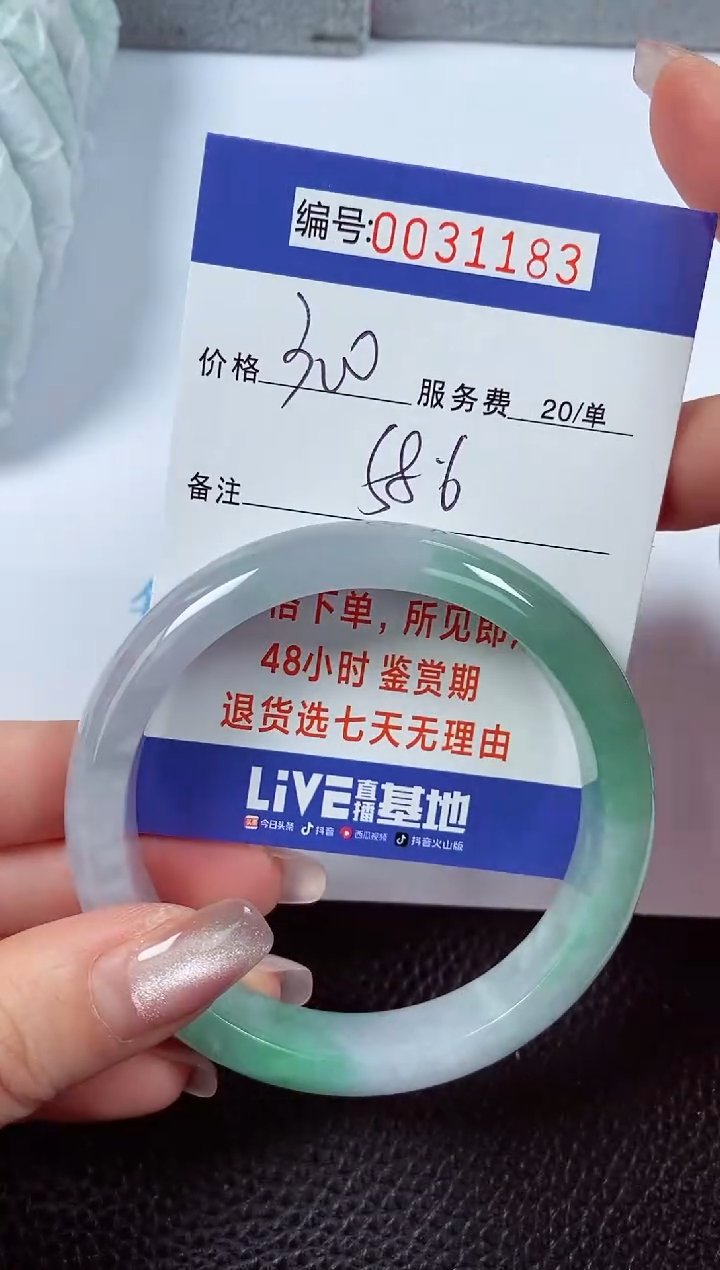 编号:0031183
价格 300 服务费 20/单
备注 58.6
下单，所见即
48小时 鉴赏期
退货选七天无理由
LiVE直播基地
头条 今日头条 抖音 西瓜视频 抖音火山版